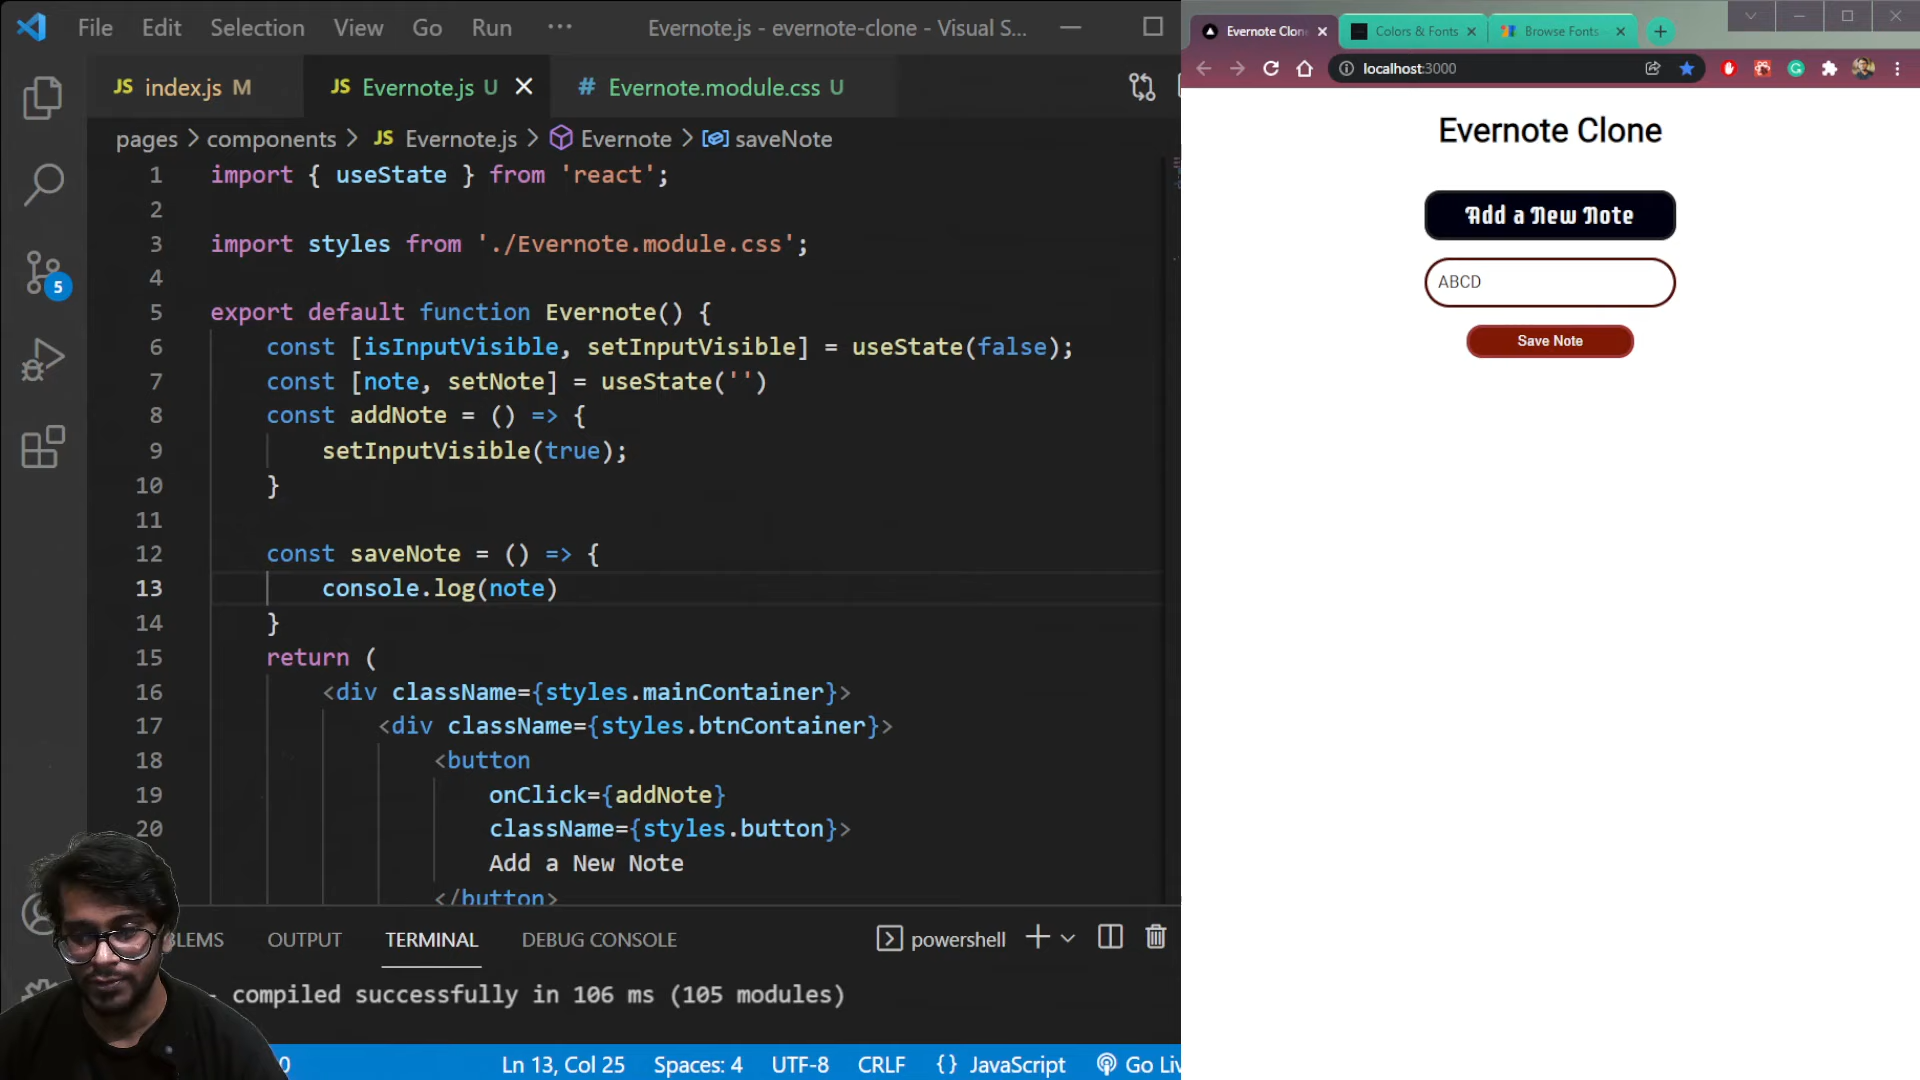 File Edit Selection View Go Run ··· Evernote.js - evernote-clone - Visual S...
JS index.js M JS Evernote.js U # Evernote.module.css U
pages > components > JS Evernote.js > Evernote > saveNote
1 import { useState } from 'react';
2
3 import styles from './Evernote.module.css';
4
5 export default function Evernote() {
6 const [isInputVisible, setInputVisible] = useState(false);
7 const [note, setNote] = useState('')
8 const addNote = () => {
9 setInputVisible(true);
10 }
11
12 const saveNote = () => {
13 console.log(note)
14 }
15 return (
16 <div className={styles.mainContainer}>
17 <div className={styles.btnContainer}>
18 <button
19 onClick={addNote}
20 className={styles.button}>
Add a New Note
</button>
BLEMS OUTPUT TERMINAL DEBUG CONSOLE powershell
- compiled successfully in 106 ms (105 modules)
0 Ln 13, Col 25 Spaces: 4 UTF-8 CRLF {} JavaScript Go Liv
5
Evernote Clon Colors & Fonts Browse Fonts
localhost:3000
Evernote Clone
Add a New Note
ABCD
Save Note